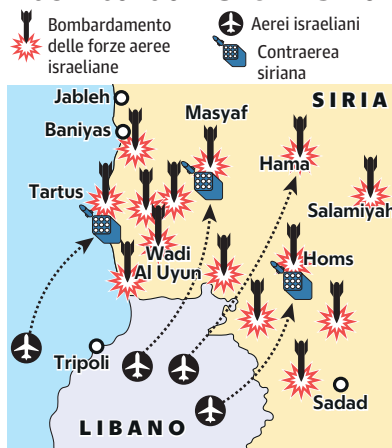 Bombardamento
delle forze aeree
israeliane
Aerei israeliani
Contraerea
siriana
Jableh
SIRIA
Masyaf
Baniyas
Hama
Tartus
Salamiyah
Wadi
Al Uyun
Homs
Tripoli
Sadad
LIBANO